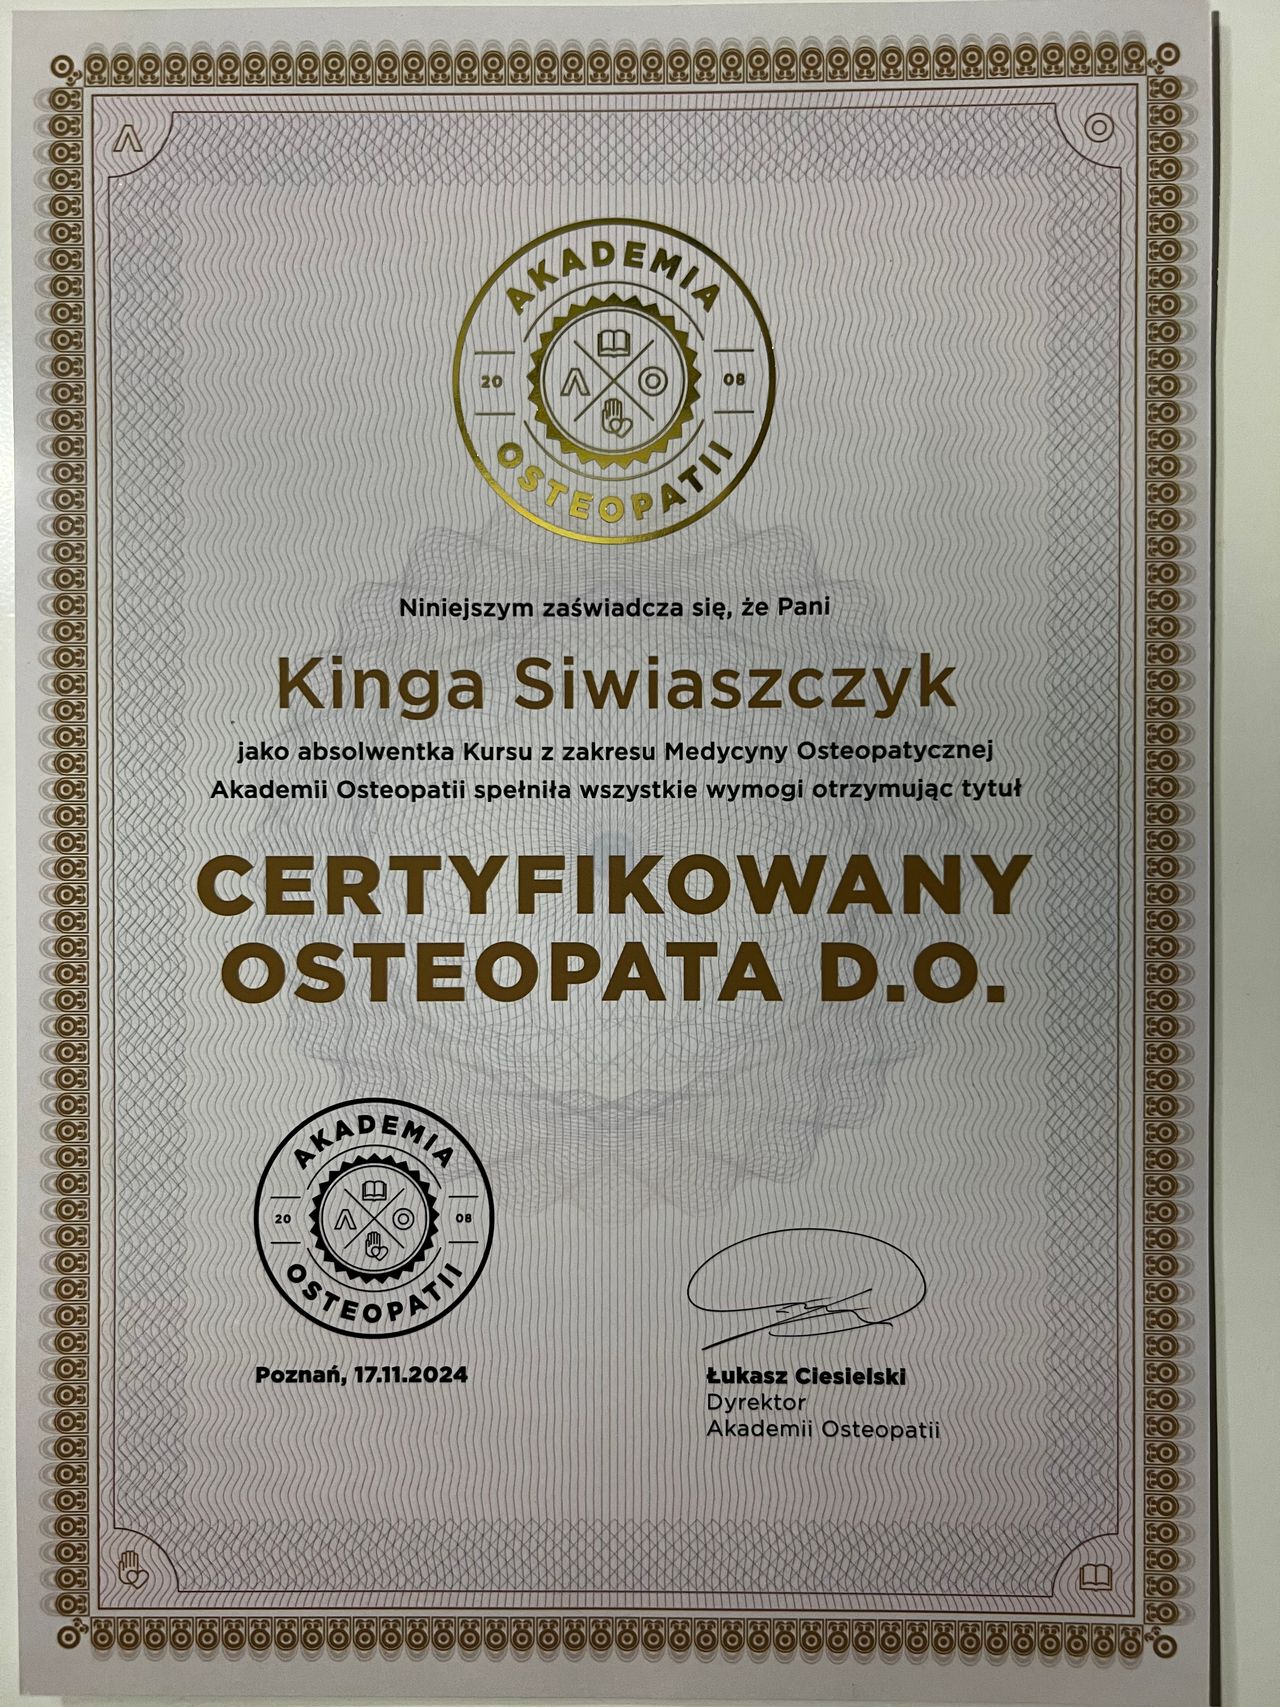 AKADEMIA
20 08
OSTEOPATII
Niniejszym zaświadcza się, że Pani
Kinga Siwiaszczyk
jako absolwentka Kursu z zakresu Medycyny Osteopatycznej
Akademii Osteopatii spełniła wszystkie wymogi otrzymując tytuł
CERTYFIKOWANY
OSTEOPATA D.O.
AKADEMIA
20 08
OSTEOPATII
Poznań, 17.11.2024
Łukasz Ciesielski
Dyrektor
Akademii Osteopatii